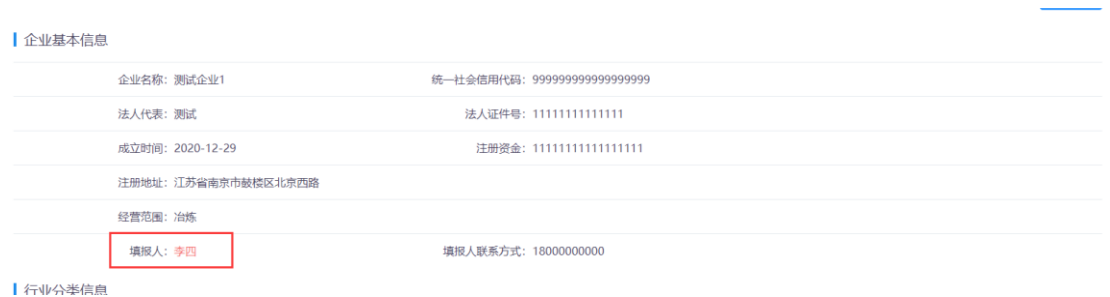 企业基本信息
企业名称：测试企业1 统一社会信用代码：999999999999999999
法人代表：测试 法人证件号：11111111111111
成立时间：2020-12-29 注册资金：11111111111111111
注册地址：江苏省南京市鼓楼区北京西路
经营范围：冶炼
填报人：李四 填报人联系方式：18000000000
行业分类信息